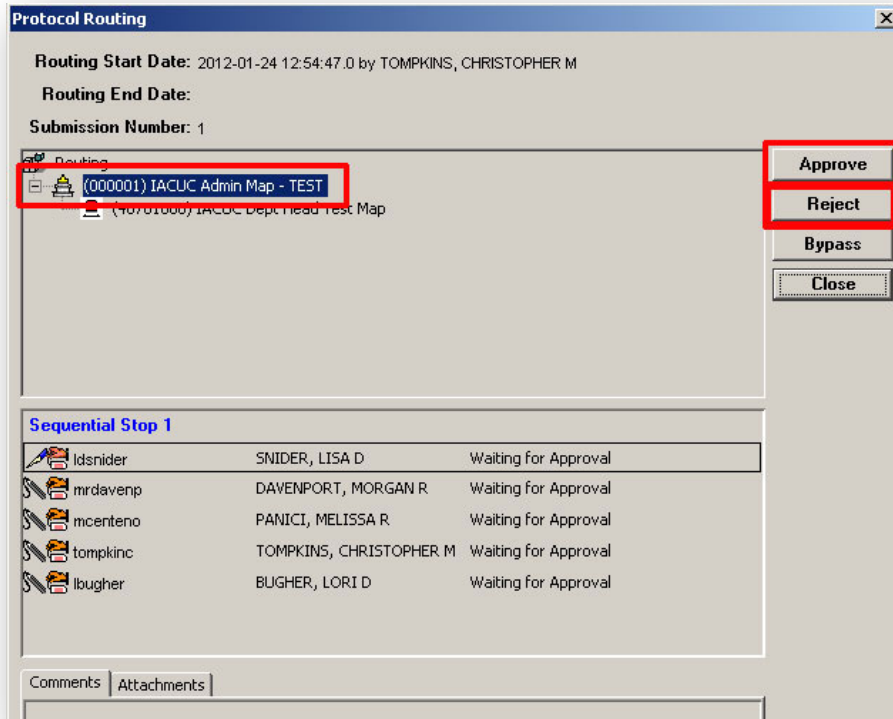 Protocol Routing
Routing Start Date: 2012-01-24 12:54:47.0 by TOMPKINS, CHRISTOPHER M
Routing End Date:
Submission Number: 1
Routing
(000001) IACUC Admin Map - TEST
(40701000) IACUC Dept Head Test Map
Approve
Reject
Bypass
Close
Sequential Stop 1
ldsnider SNIDER, LISA D Waiting for Approval
mrdavenp DAVENPORT, MORGAN R Waiting for Approval
mcenteno PANICI, MELISSA R Waiting for Approval
tompkinc TOMPKINS, CHRISTOPHER M Waiting for Approval
lbugher BUGHER, LORI D Waiting for Approval
Comments Attachments